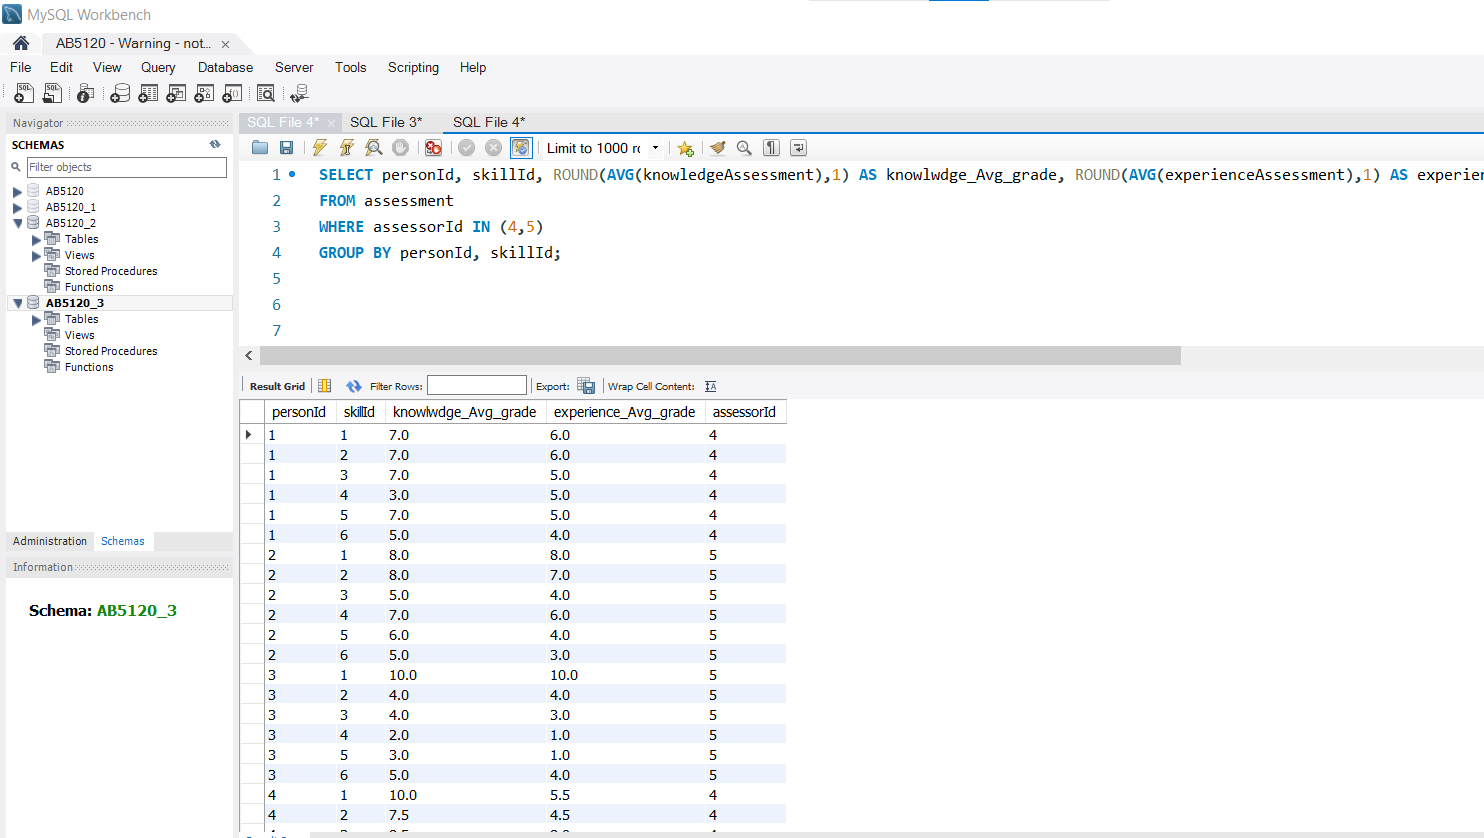 MySQL Workbench
AB5120 - Warning - not... ×
File Edit View Query Database Server Tools Scripting Help
Navigator
SCHEMAS
Filter objects
AB5120
AB5120_1
AB5120_2
Tables
Views
Stored Procedures
Functions
AB5120_3
Tables
Views
Stored Procedures
Functions
Administration Schemas
Information
Schema: AB5120_3
SQL File 4* × SQL File 3* SQL File 4*
Limit to 1000 rc
1 SELECT personId, skillId, ROUND(AVG(knowledgeAssessment),1) AS knowlwdge_Avg_grade, ROUND(AVG(experienceAssessment),1) AS experien
2 FROM assessment
3 WHERE assessorId IN (4,5)
4 GROUP BY personId, skillId;
5
6
7
Result Grid Filter Rows: Export: Wrap Cell Content:
personId skillId knowlwdge_Avg_grade experience_Avg_grade assessorId
1 1 7.0 6.0 4
1 2 7.0 6.0 4
1 3 7.0 5.0 4
1 4 3.0 5.0 4
1 5 7.0 5.0 4
1 6 5.0 4.0 4
2 1 8.0 8.0 5
2 2 8.0 7.0 5
2 3 5.0 4.0 5
2 4 7.0 6.0 5
2 5 6.0 4.0 5
2 6 5.0 3.0 5
3 1 10.0 10.0 5
3 2 4.0 4.0 5
3 3 4.0 3.0 5
3 4 2.0 1.0 5
3 5 3.0 1.0 5
3 6 5.0 4.0 5
4 1 10.0 5.5 4
4 2 7.5 4.5 4